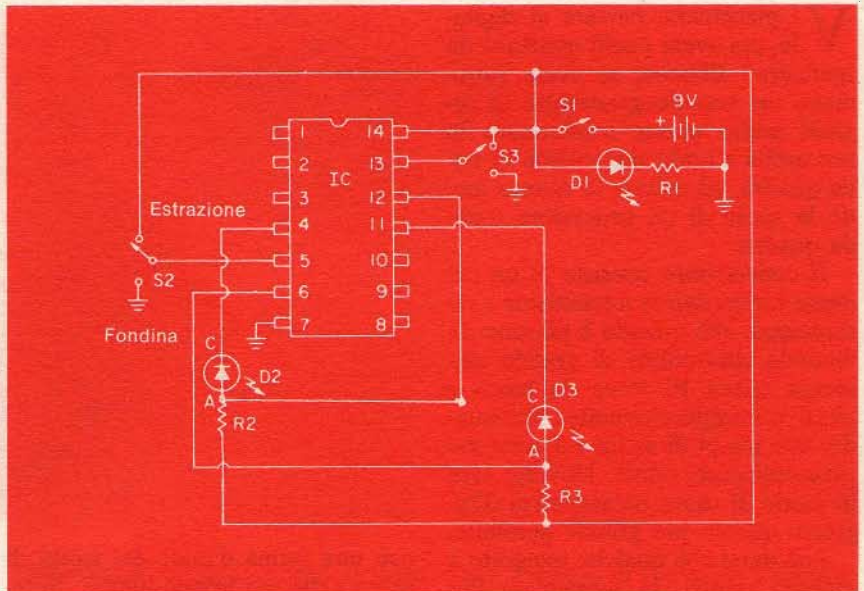 S1
9V
+
S3
D1
R1
1
14
2
13
IC
3
12
Estrazione
4
11
5
10
S2
6
9
Fondina
7
8
C
D2
A
R2
C
D3
A
R3